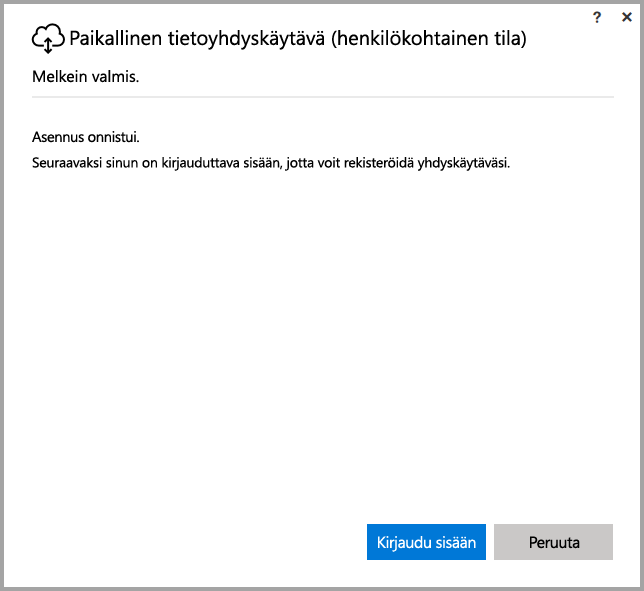 ? ✕
Paikallinen tietoyhdyskäytävä (henkilökohtainen tila)
Melkein valmis.
Asennus onnistui.
Seuraavaksi sinun on kirjauduttava sisään, jotta voit rekisteröidä yhdyskäytäväsi.
Kirjaudu sisään Peruuta